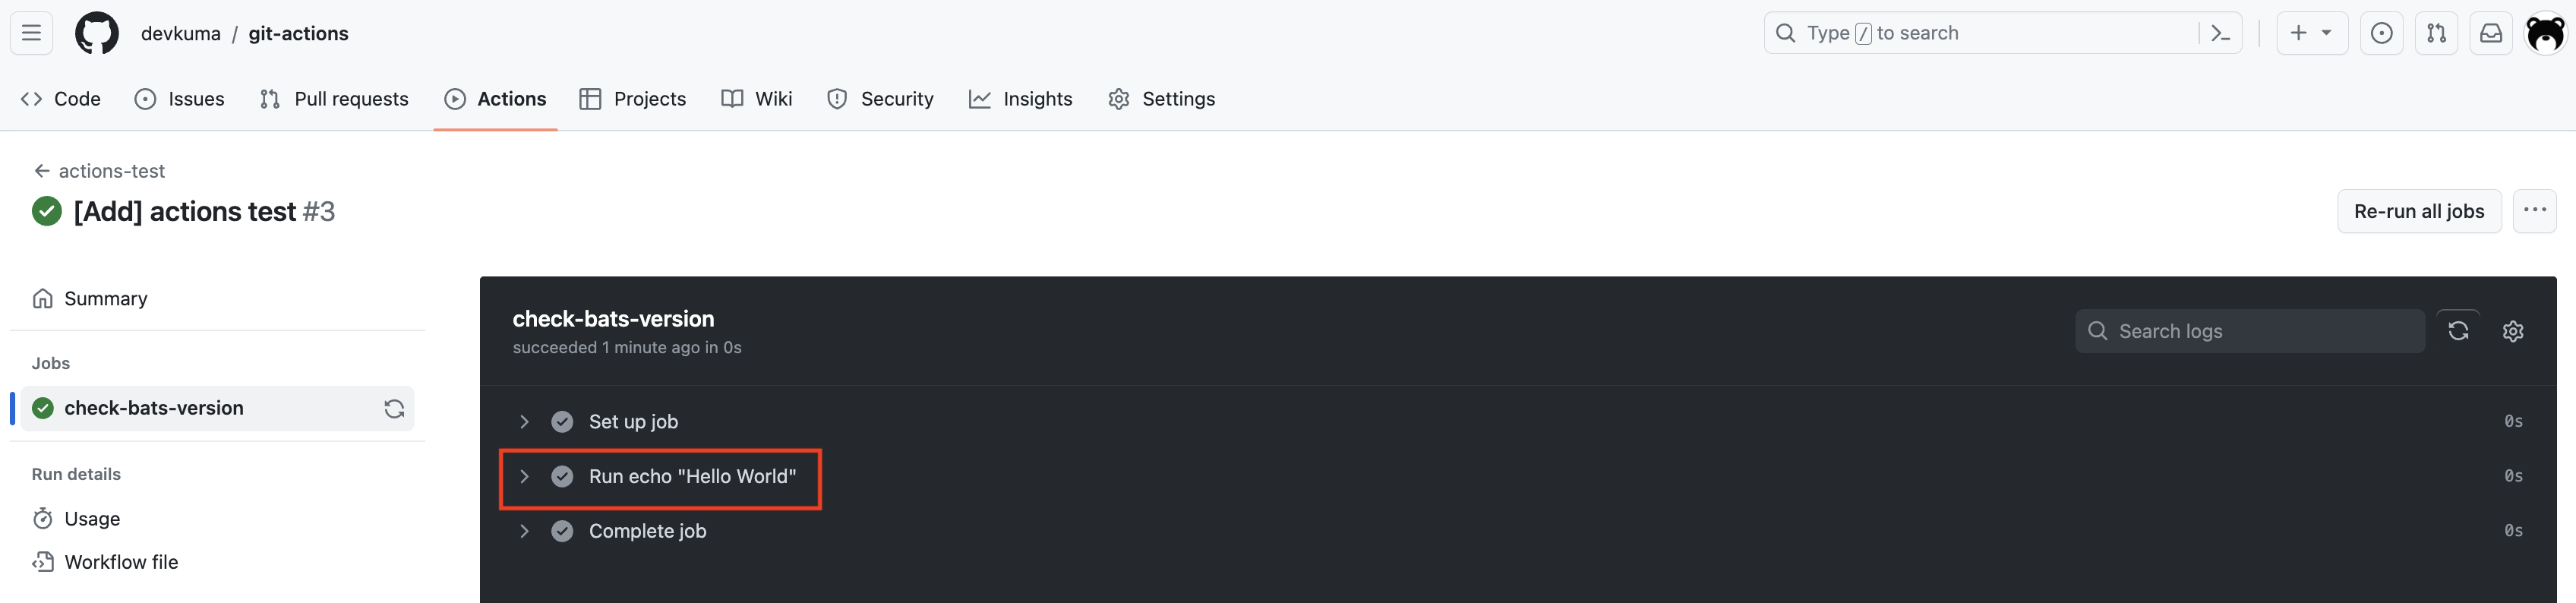 devkuma / git-actions
Type / to search
Code
Issues
Pull requests
Actions
Projects
Wiki
Security
Insights
Settings
actions-test
[Add] actions test #3
Re-run all jobs
Summary
Jobs
check-bats-version
Run details
Usage
Workflow file
check-bats-version
succeeded 1 minute ago in 0s
Search logs
Set up job
0s
Run echo "Hello World"
0s
Complete job
0s